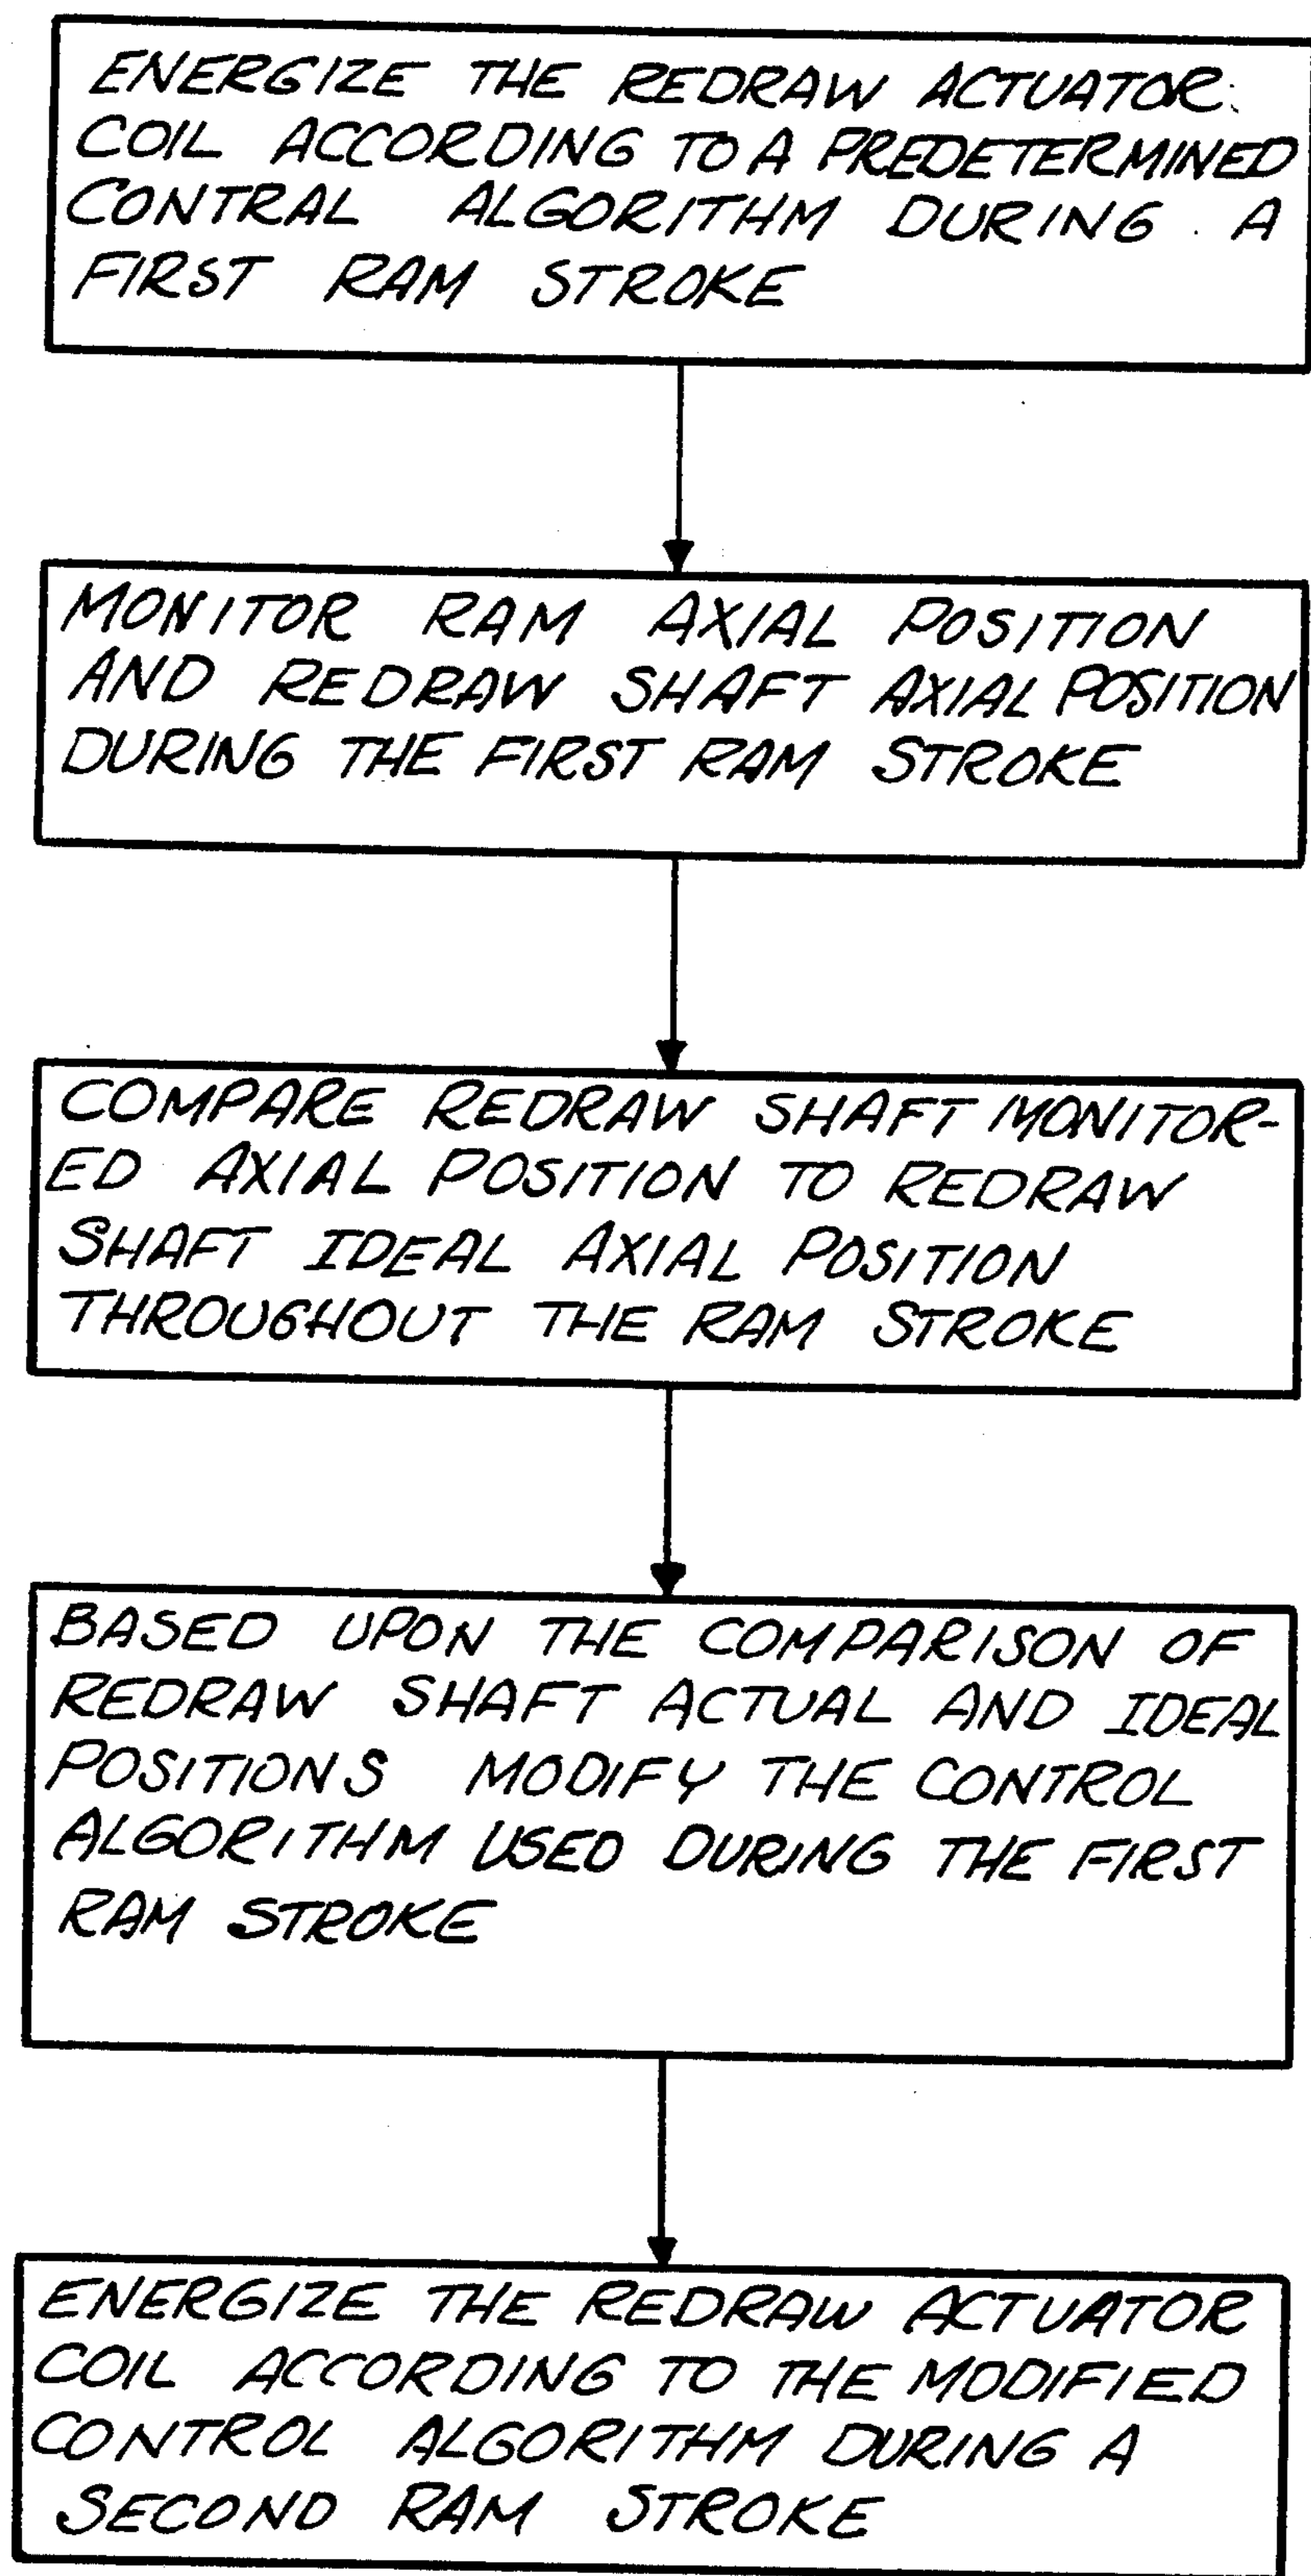 ENERGIZE THE REDRAW ACTUATOR
COIL ACCORDING TO A PREDETERMINED
CONTRAL ALGORITHM DURING A
FIRST RAM STROKE
MONITOR RAM AXIAL POSITION
AND REDRAW SHAFT AXIAL POSITION
DURING THE FIRST RAM STROKE
COMPARE REDRAW SHAFT MONITOR-
ED AXIAL POSITION TO REDRAW
SHAFT IDEAL AXIAL POSITION
THROUGHOUT THE RAM STROKE
BASED UPON THE COMPARISON OF
REDRAW SHAFT ACTUAL AND IDEAL
POSITIONS MODIFY THE CONTROL
ALGORITHM USED DURING THE FIRST
RAM STROKE
ENERGIZE THE REDRAW ACTUATOR
COIL ACCORDING TO THE MODIFIED
CONTROL ALGORITHM DURING A
SECOND RAM STROKE